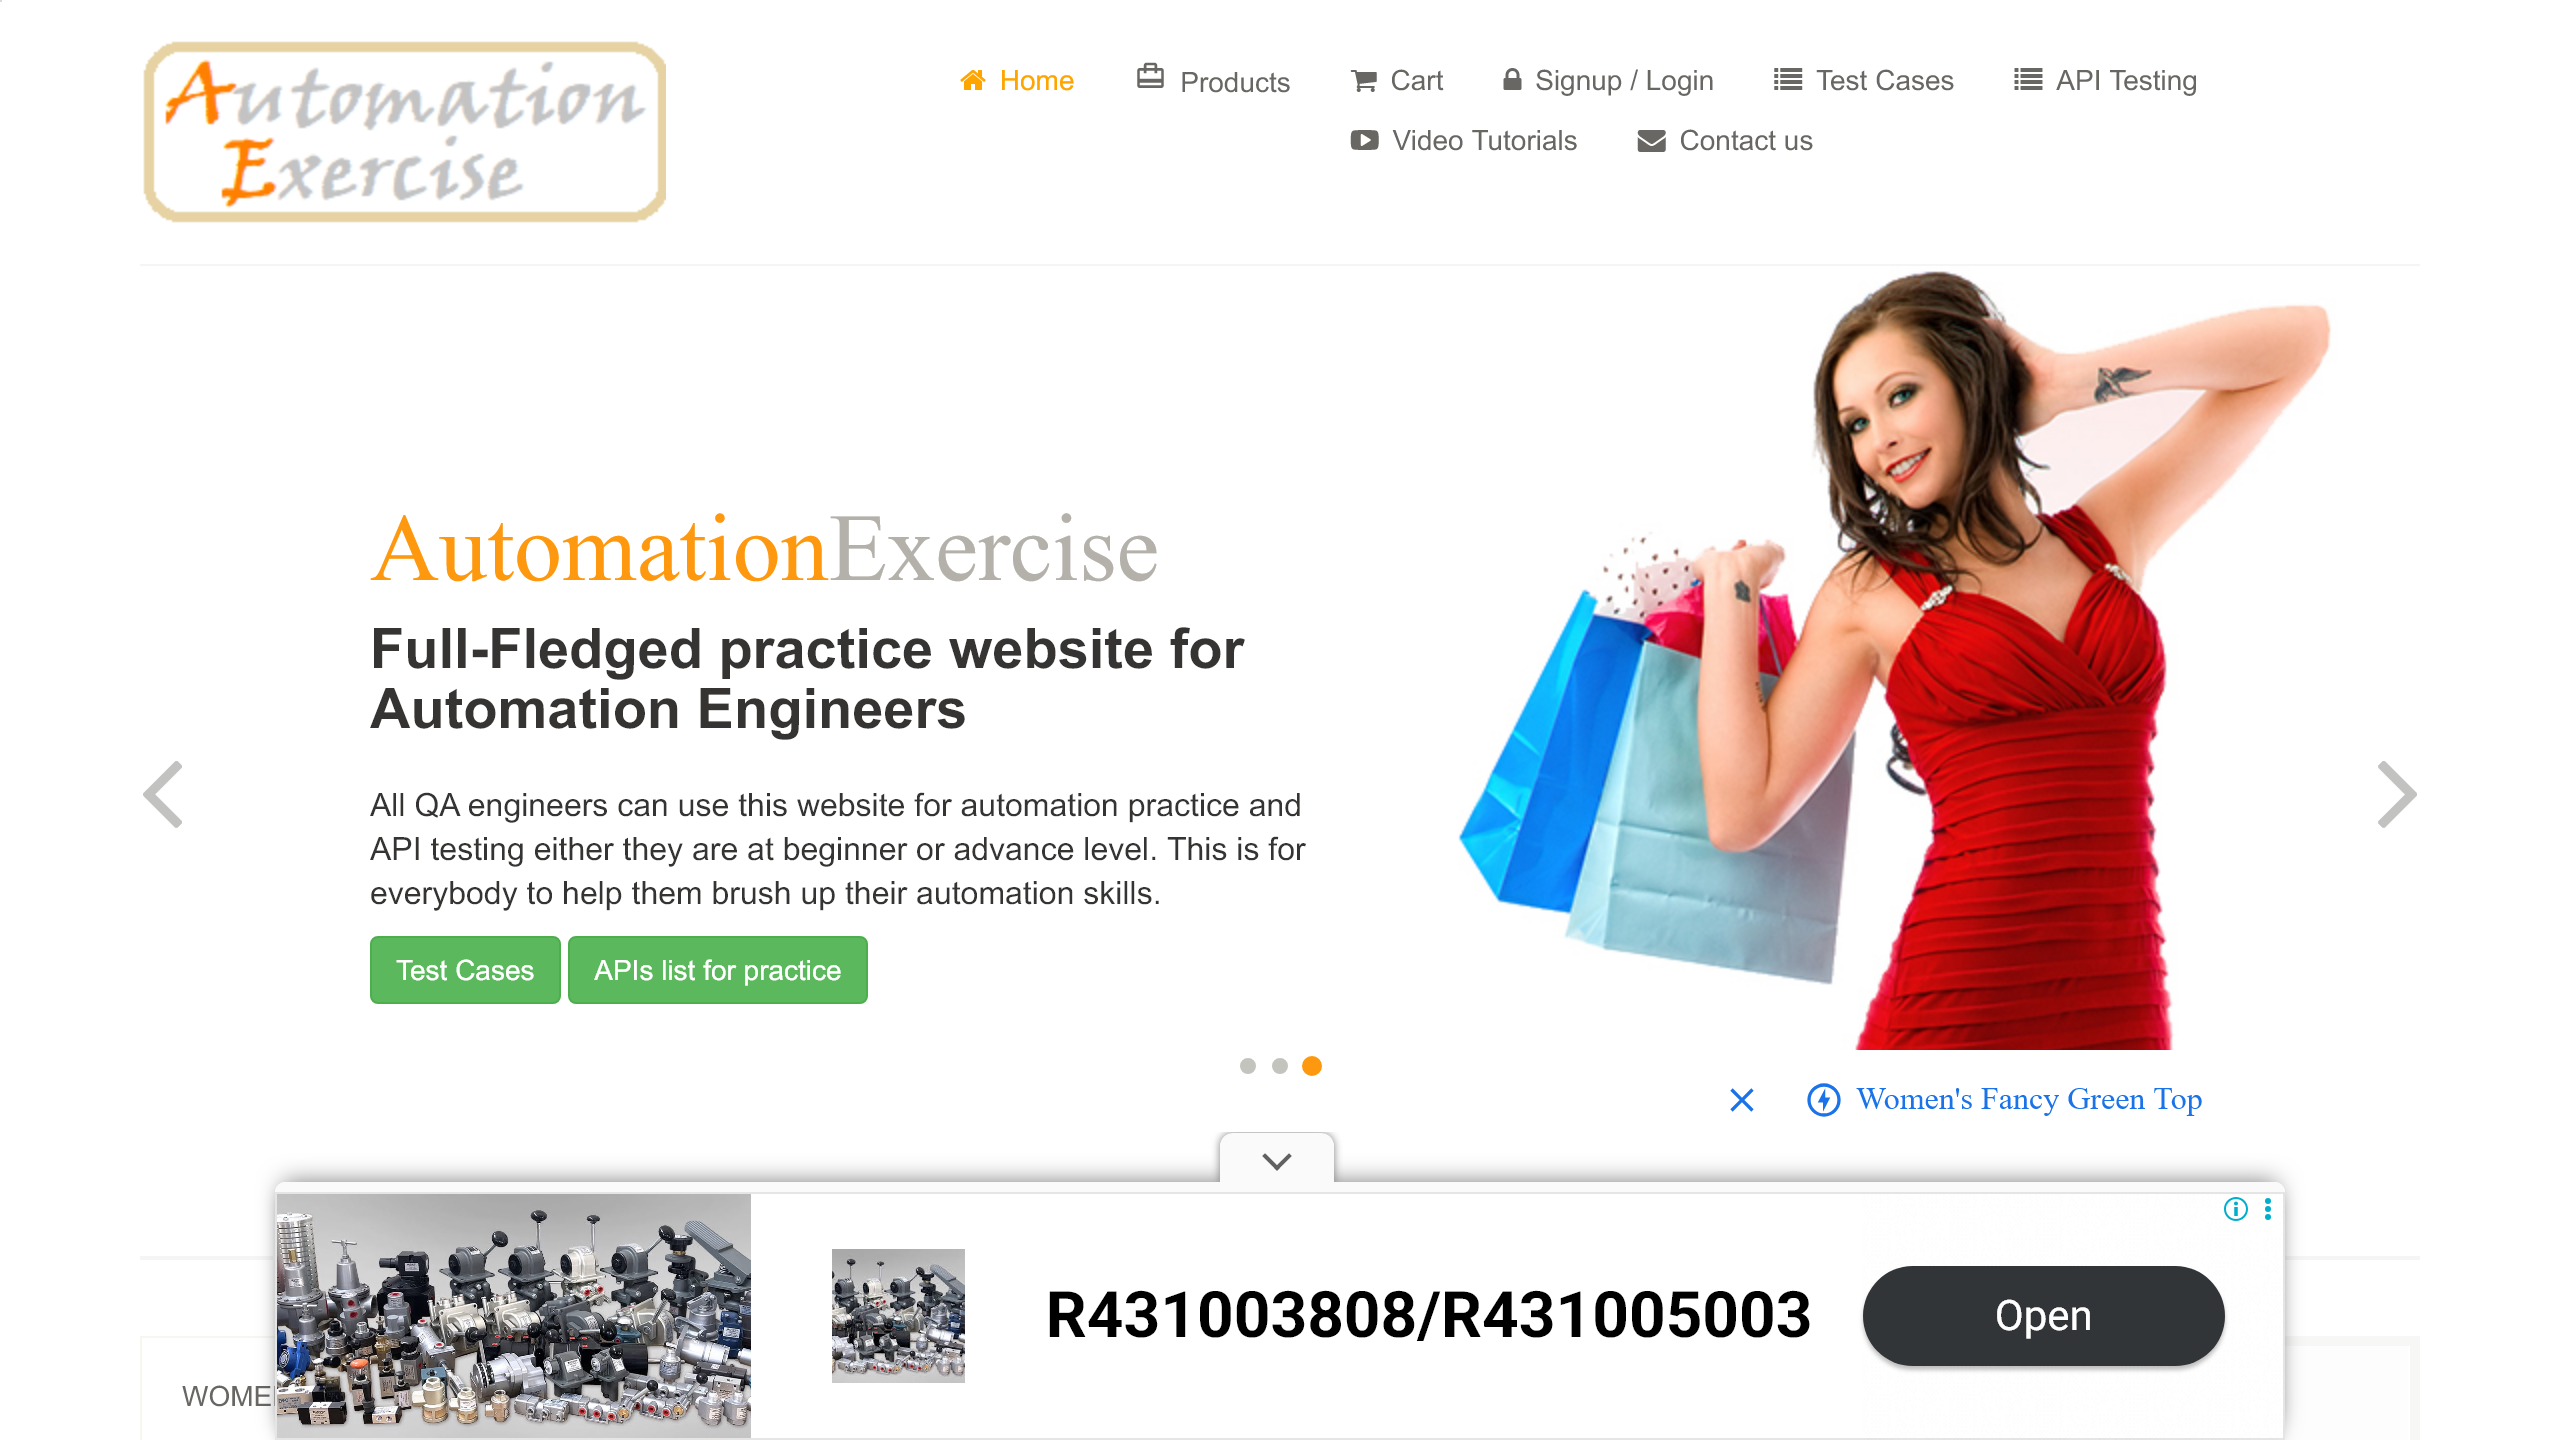 Automation
Exercise
Home
Products
Cart
Signup / Login
Test Cases
API Testing
Video Tutorials
Contact us
AutomationExercise
Full-Fledged practice website for
Automation Engineers
All QA engineers can use this website for automation practice and
API testing either they are at beginner or advance level. This is for
everybody to help them brush up their automation skills.
Test Cases
APIs list for practice
Women's Fancy Green Top
R431003808/R431005003
Open
WOME